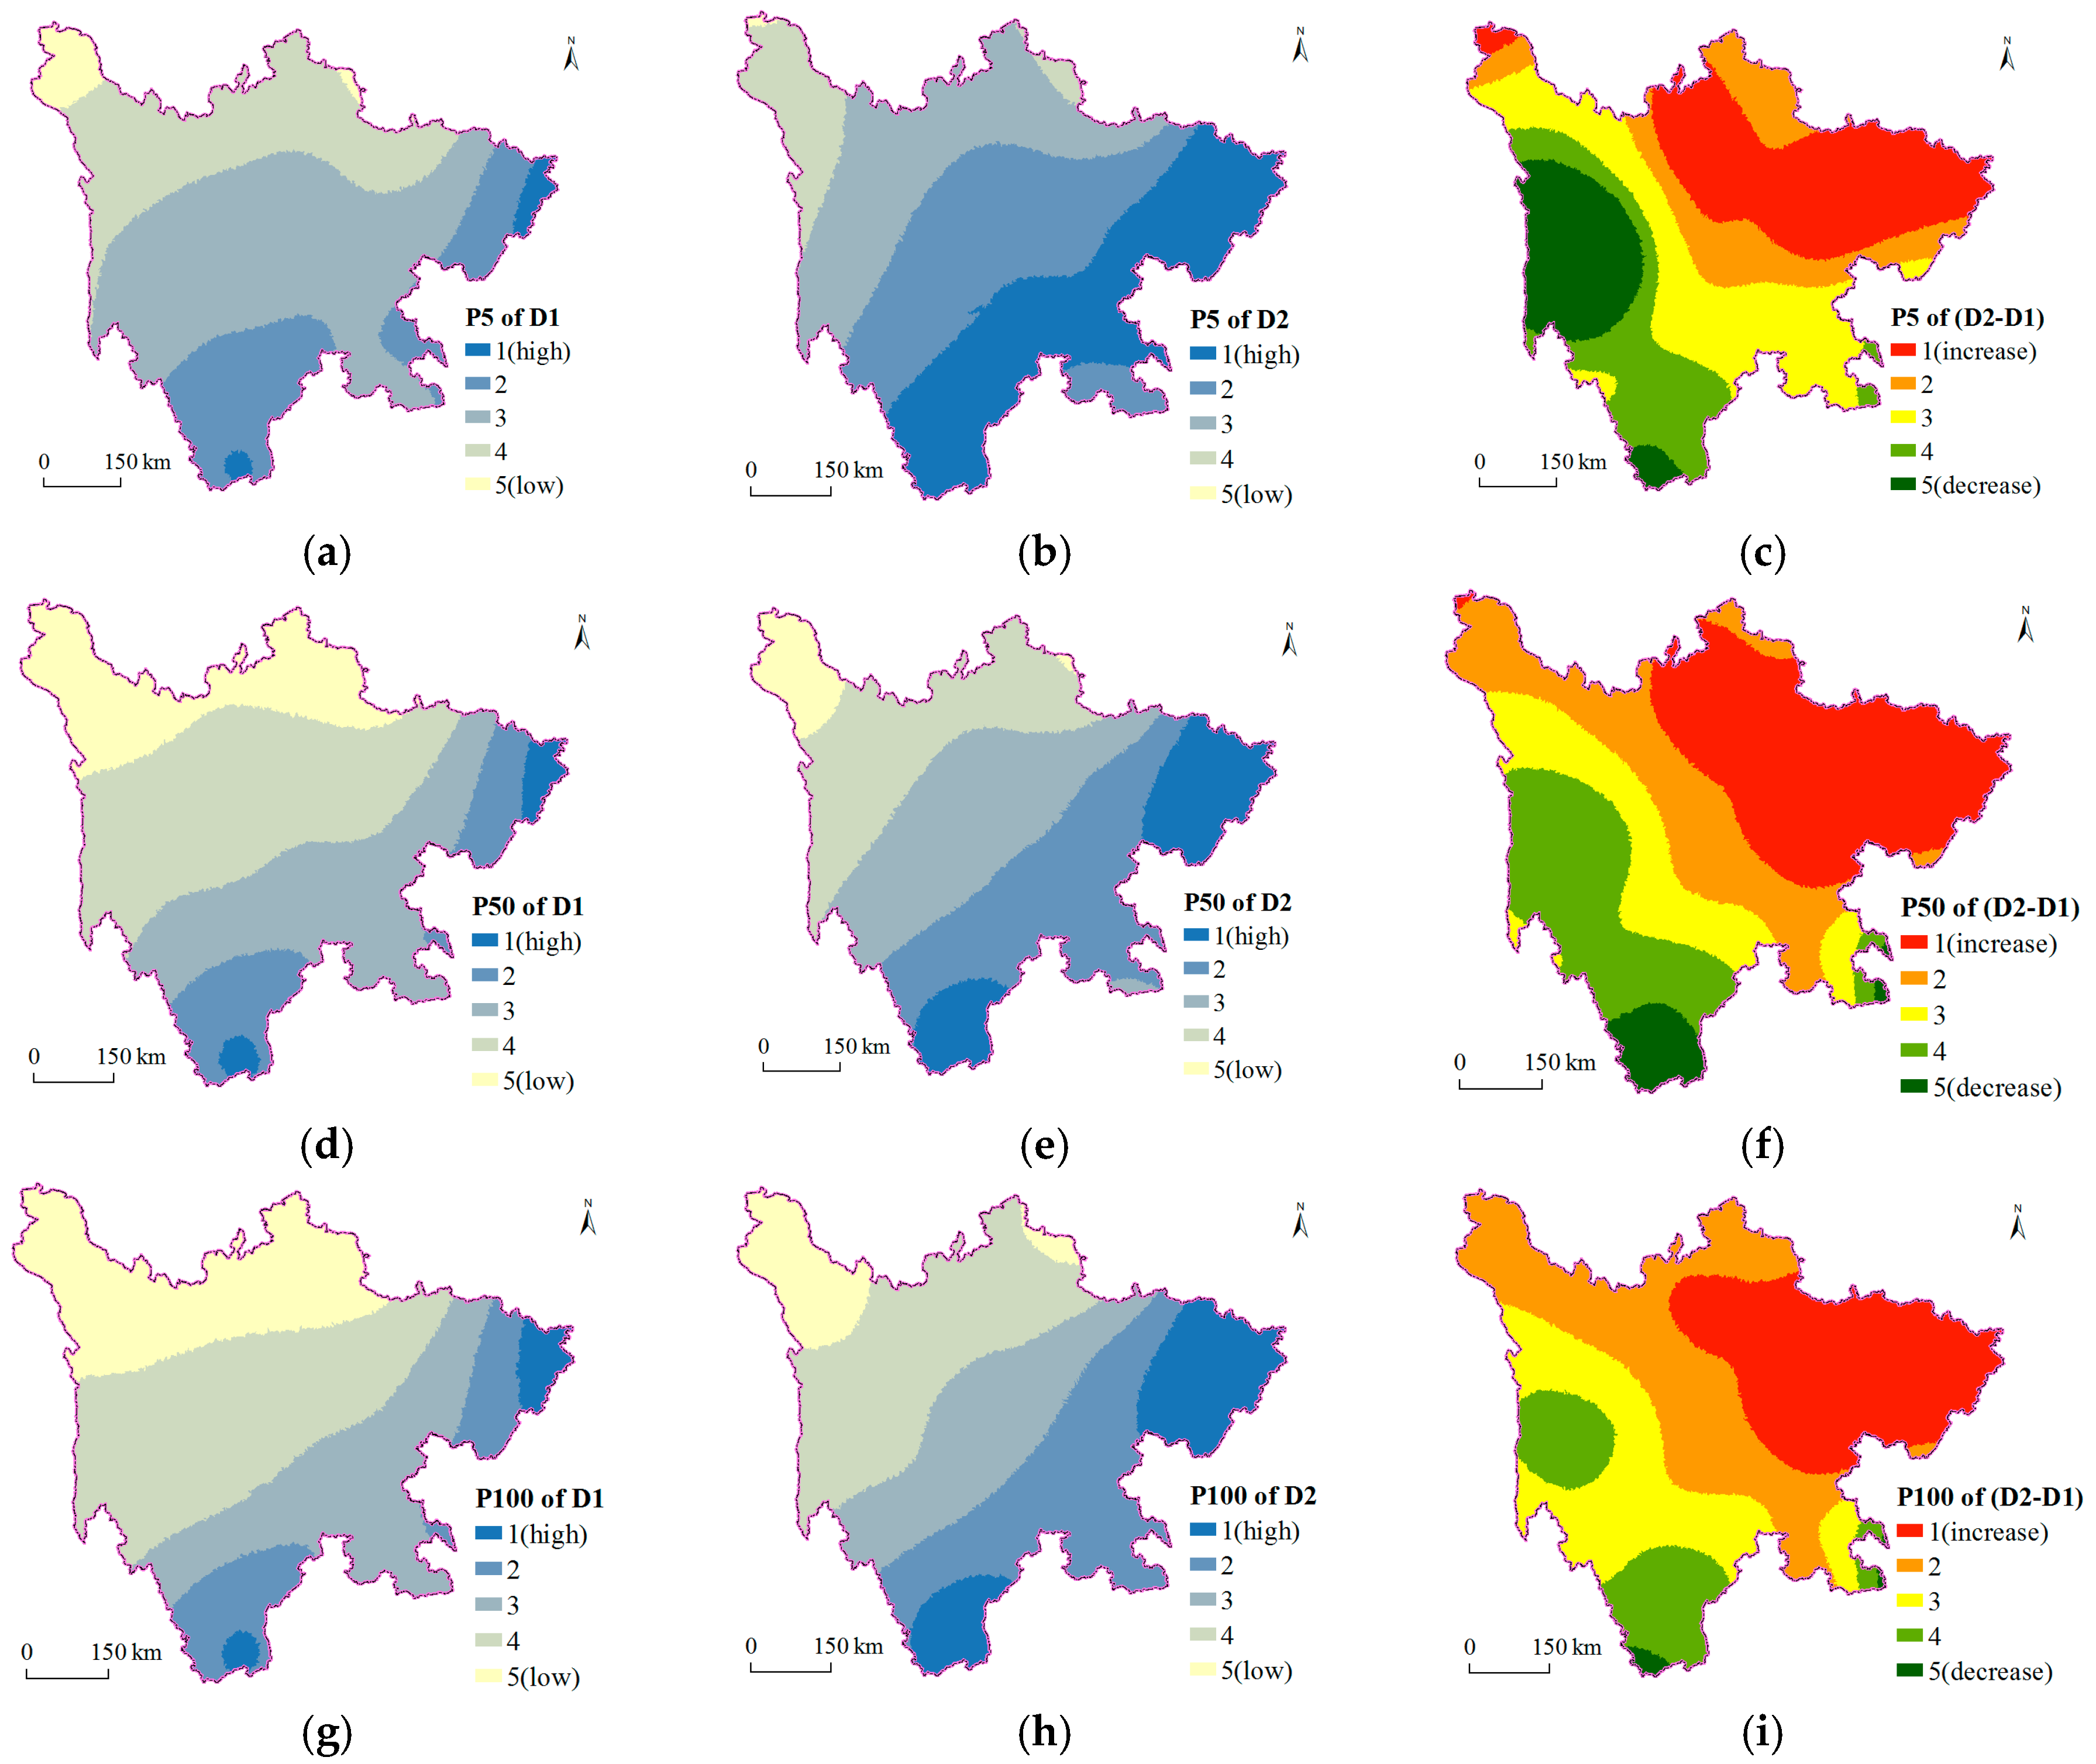 N
P5 of D1
1(high)
2
3
4
5(low)
0 150 km
(a)
N
P5 of D2
1(high)
2
3
4
5(low)
0 150 km
(b)
N
P5 of (D2-D1)
1(increase)
2
3
4
5(decrease)
0 150 km
(c)
N
P50 of D1
1(high)
2
3
4
5(low)
0 150 km
(d)
N
P50 of D2
1(high)
2
3
4
5(low)
0 150 km
(e)
N
P50 of (D2-D1)
1(increase)
2
3
4
5(decrease)
0 150 km
(f)
N
P100 of D1
1(high)
2
3
4
5(low)
0 150 km
(g)
N
P100 of D2
1(high)
2
3
4
5(low)
0 150 km
(h)
N
P100 of (D2-D1)
1(increase)
2
3
4
5(decrease)
0 150 km
(i)